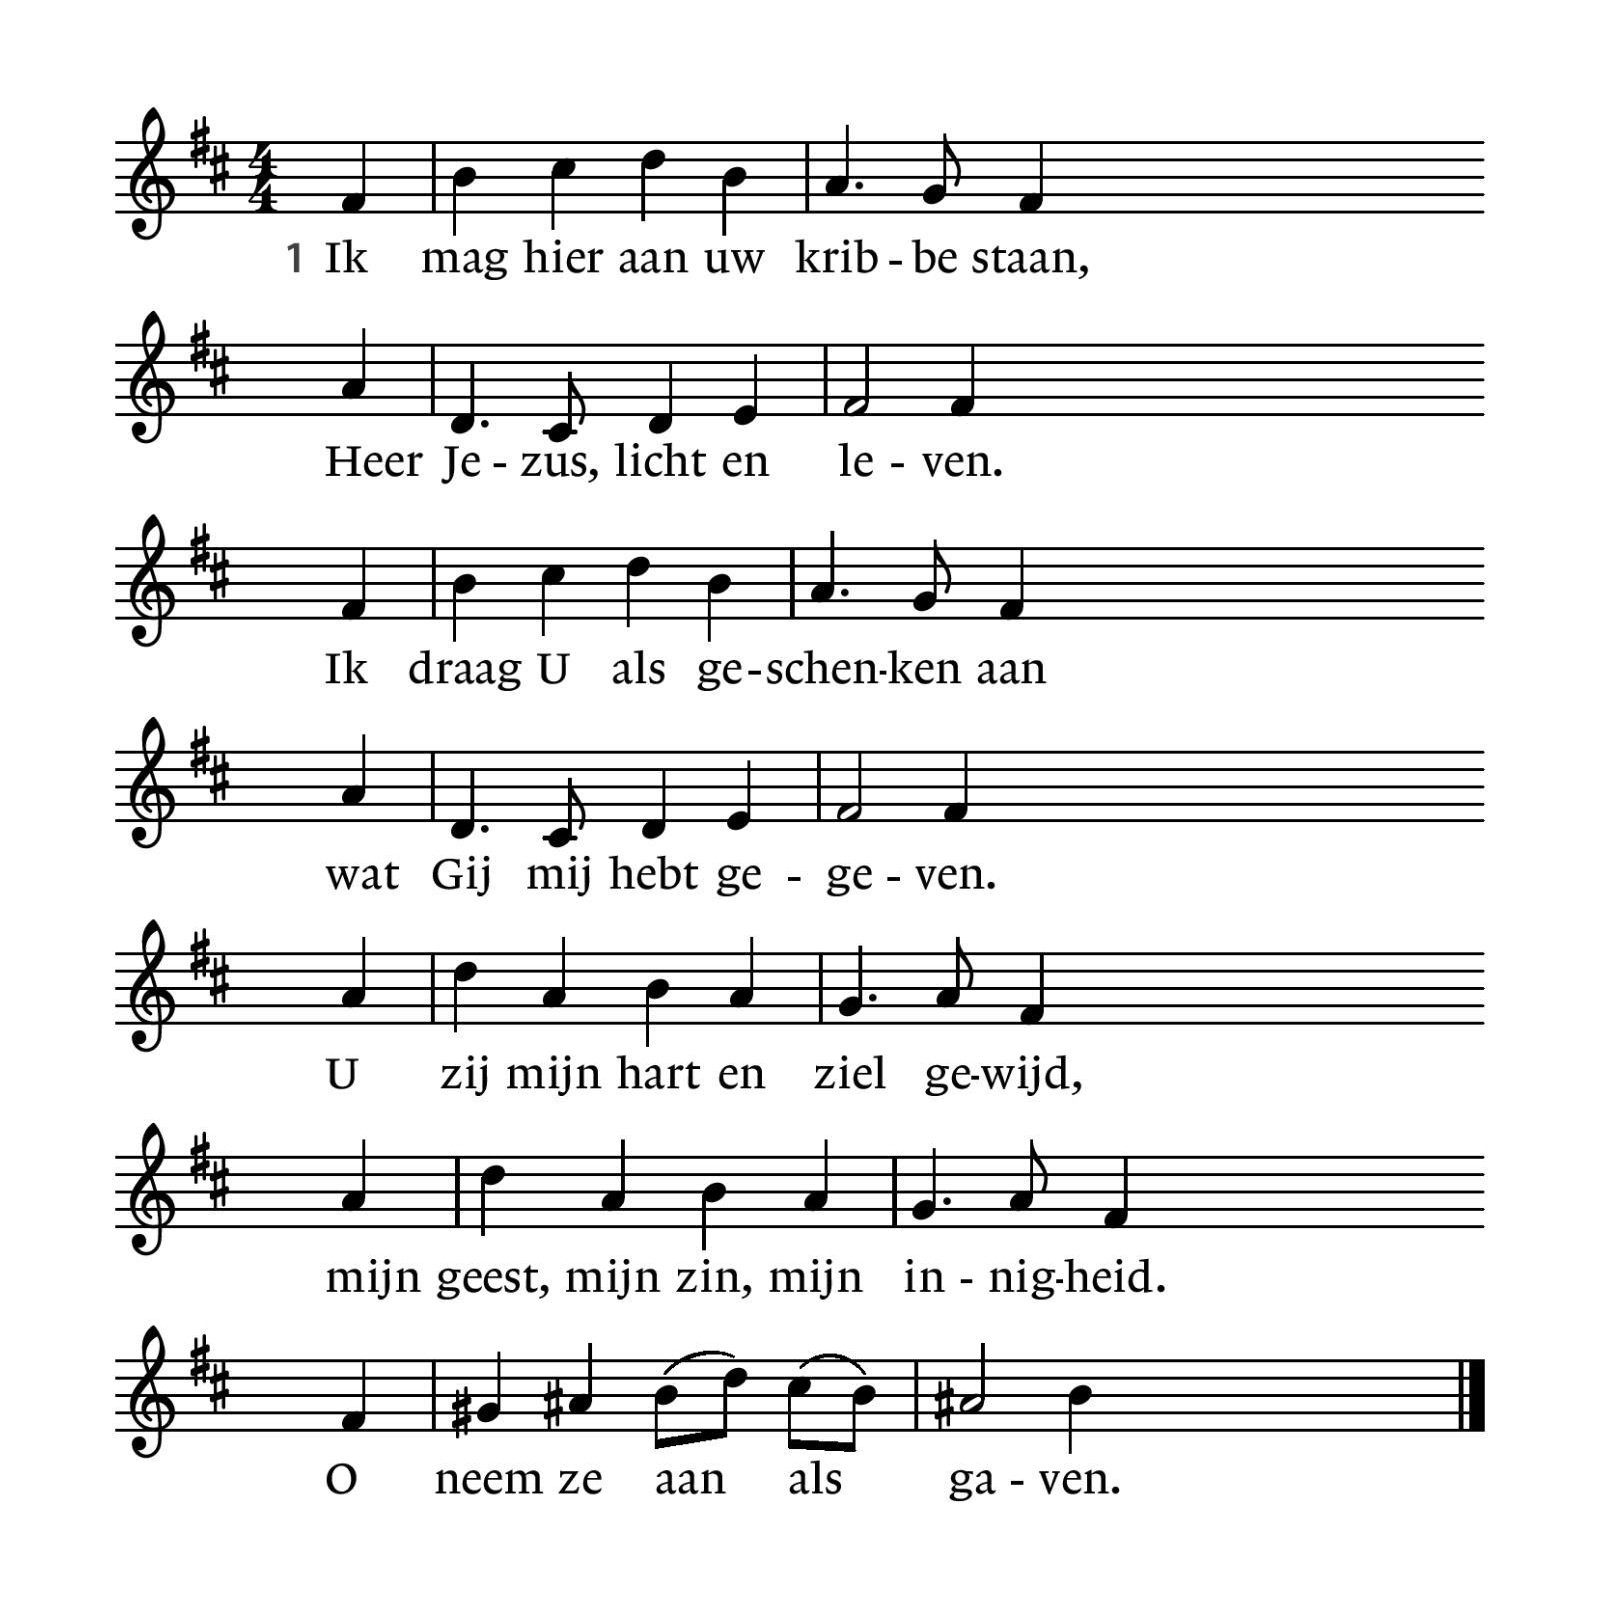 1 Ik mag hier aan uw krib - be staan,
Heer Je - zus, licht en le - ven.
Ik draag U als ge - schen - ken aan
wat Gij mij hebt ge - ge - ven.
U zij mijn hart en ziel ge - wijd,
mijn geest, mijn zin, mijn in - nig - heid.
O neem ze aan als ga - ven.